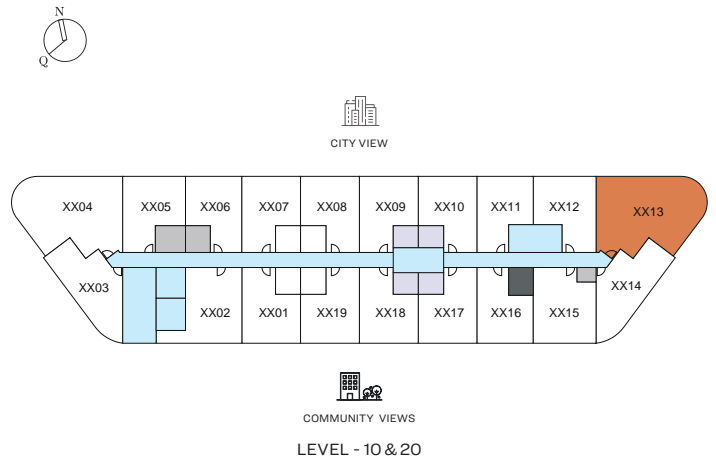 N
Q
CITY VIEW
XX04
XX05
XX06
XX07
XX08
XX09
XX10
XX11
XX12
XX13
XX03
XX02
XX01
XX19
XX18
XX17
XX16
XX15
XX14
COMMUNITY VIEWS
LEVEL - 10 & 20